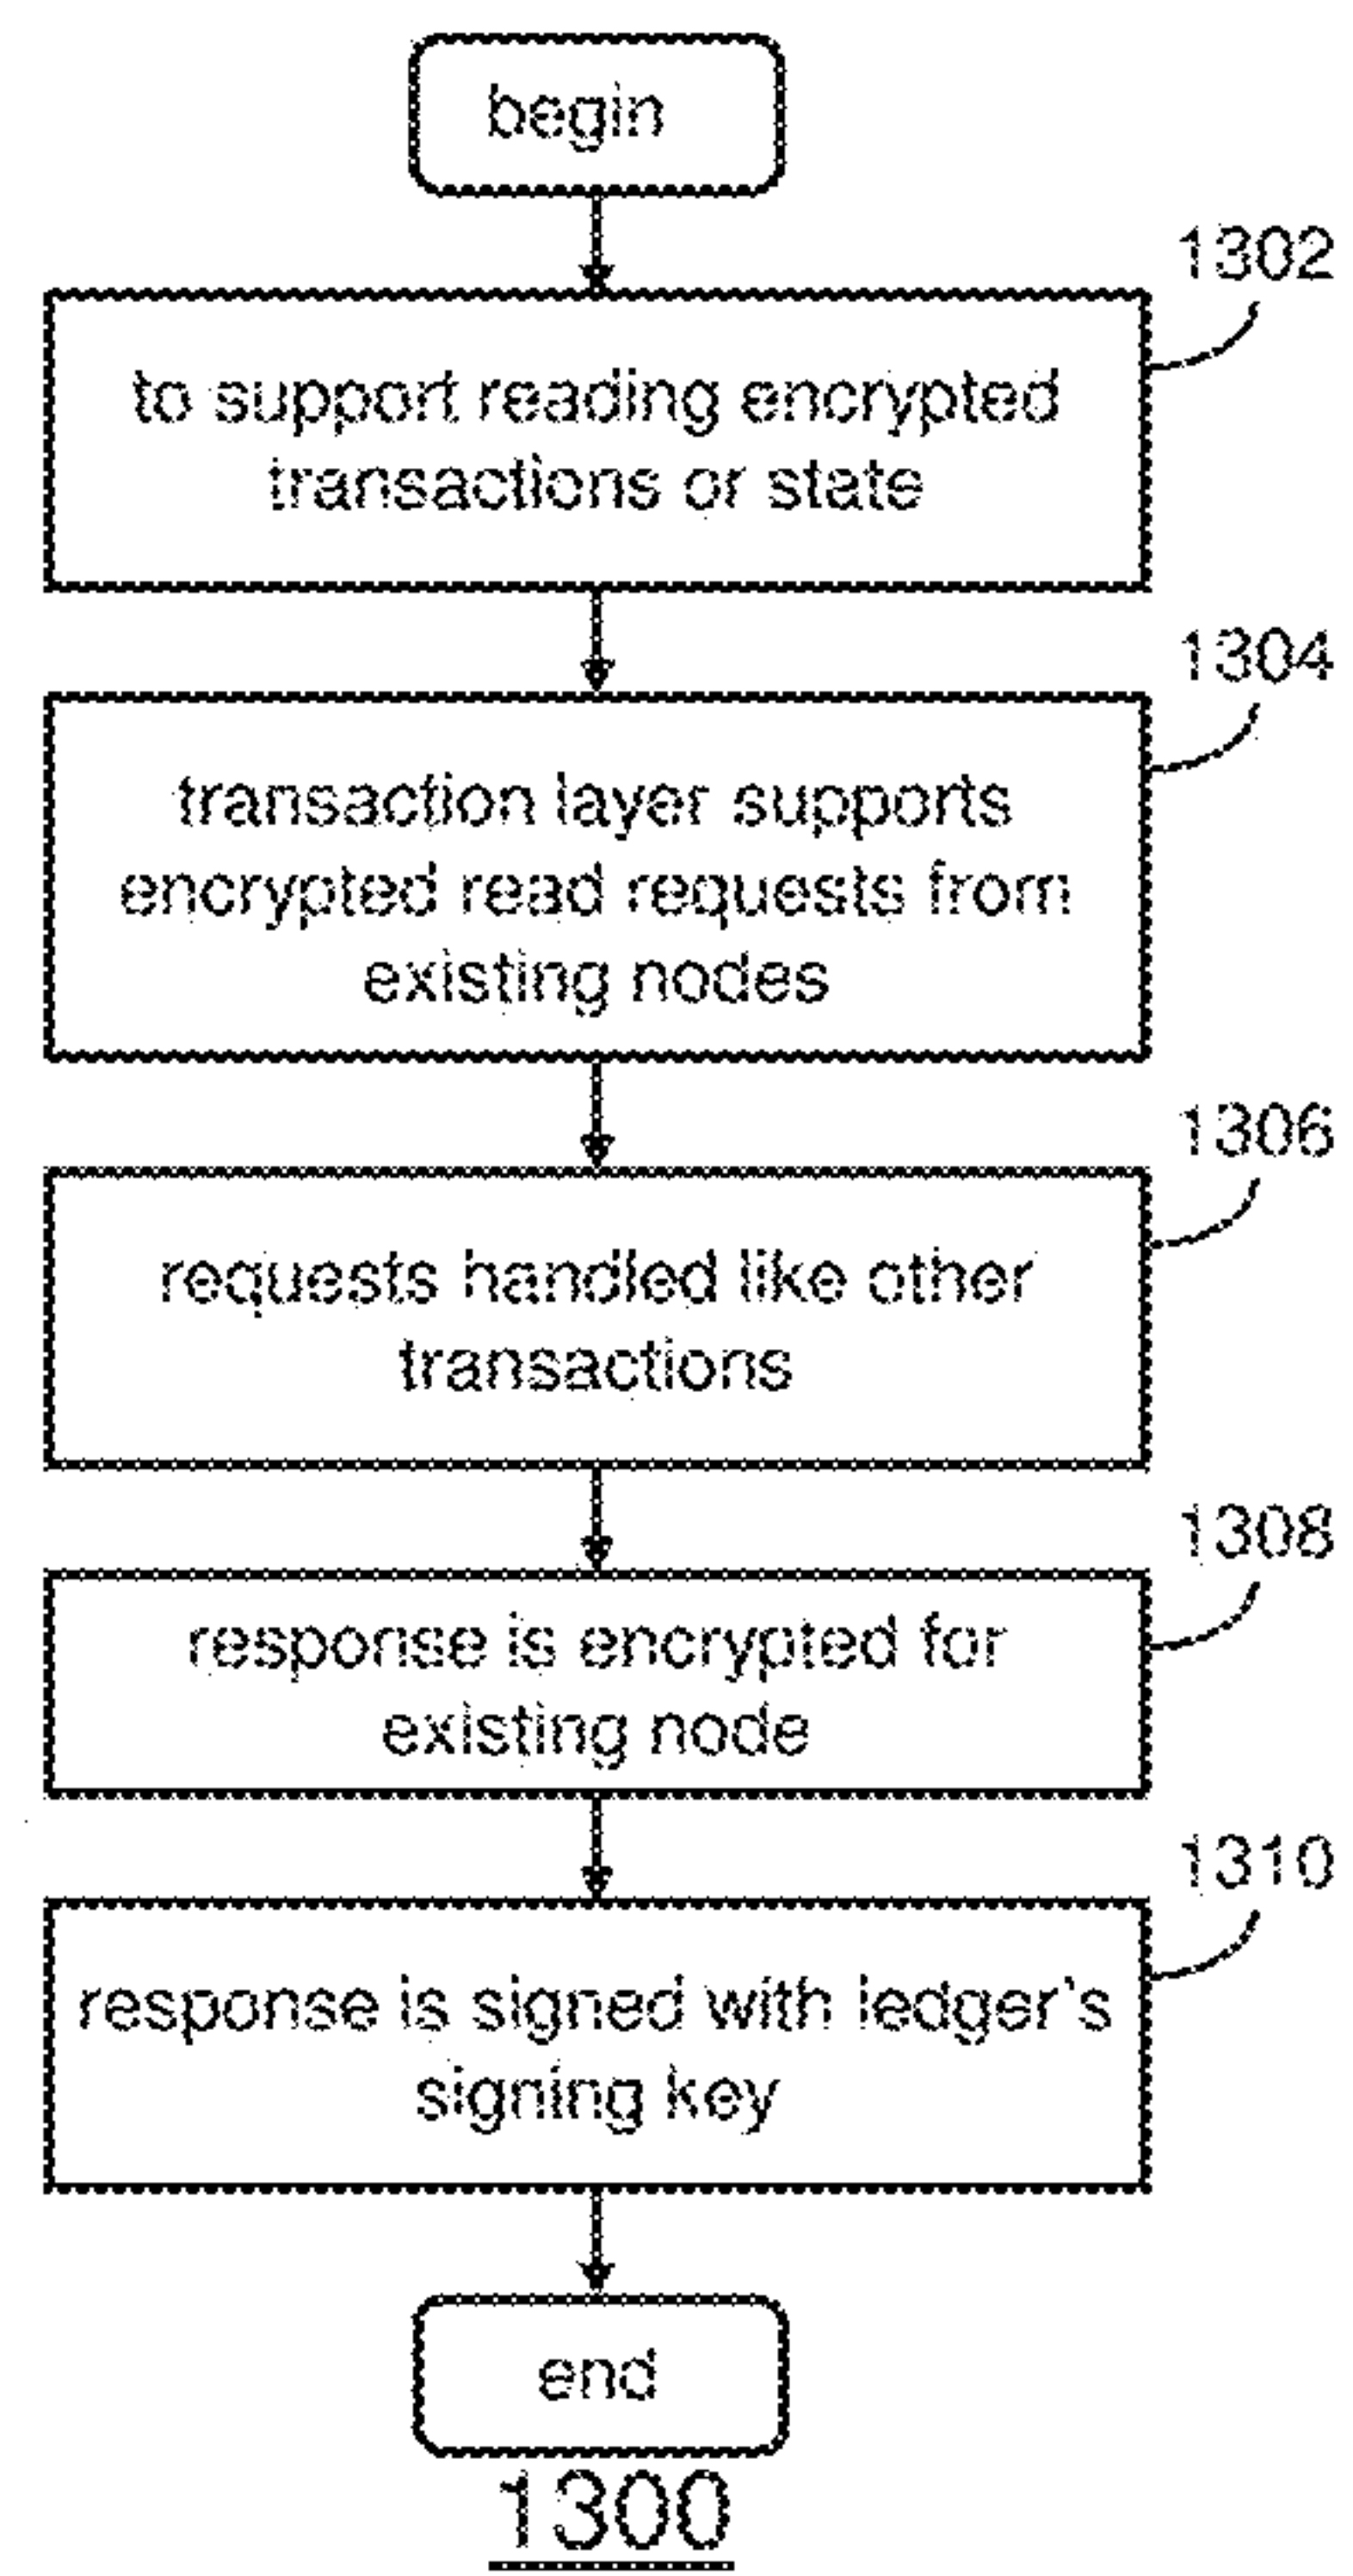 begin
1302
to support reading encrypted
transactions or state
1304
transaction layer supports
encrypted read requests from
existing nodes
1306
requests handled like other
transactions
1308
response is encrypted for
existing node
1310
response is signed with ledger's
signing key
end
1300